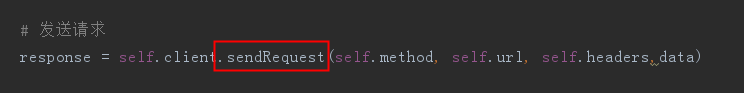 # 发送请求
response = self.client.sendRequest(self.method, self.url, self.headers,data)